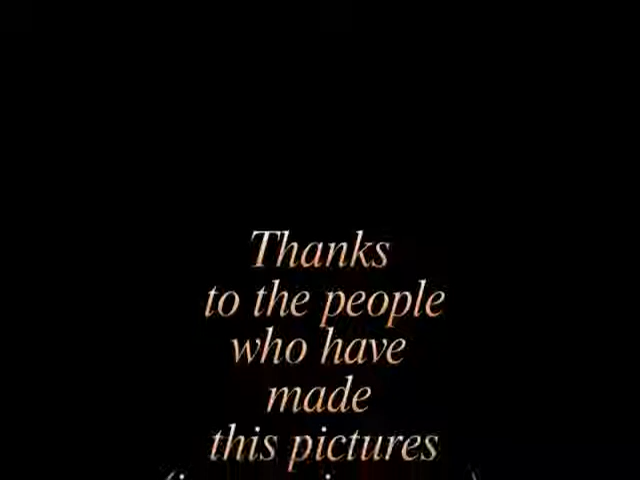 Thanks
to the people
who have
made
this pictures